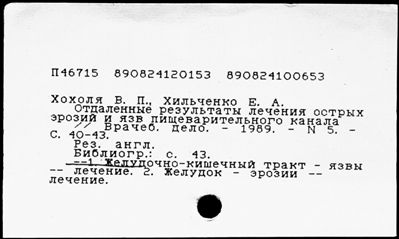 П46715 890824120153 890824100653
Хохоля В. П., Хильченко Е. А.
Отдаленные результаты лечения острых
эрозий и язв пищеварительного канала
// Врачеб. дело. - 1989. - N 5. -
С. 40-43.
Рез. англ.
Библиогр.: с. 43.
--1. Желудочно-кишечный тракт - язвы
-- лечение. 2. Желудок - эрозии --
лечение.